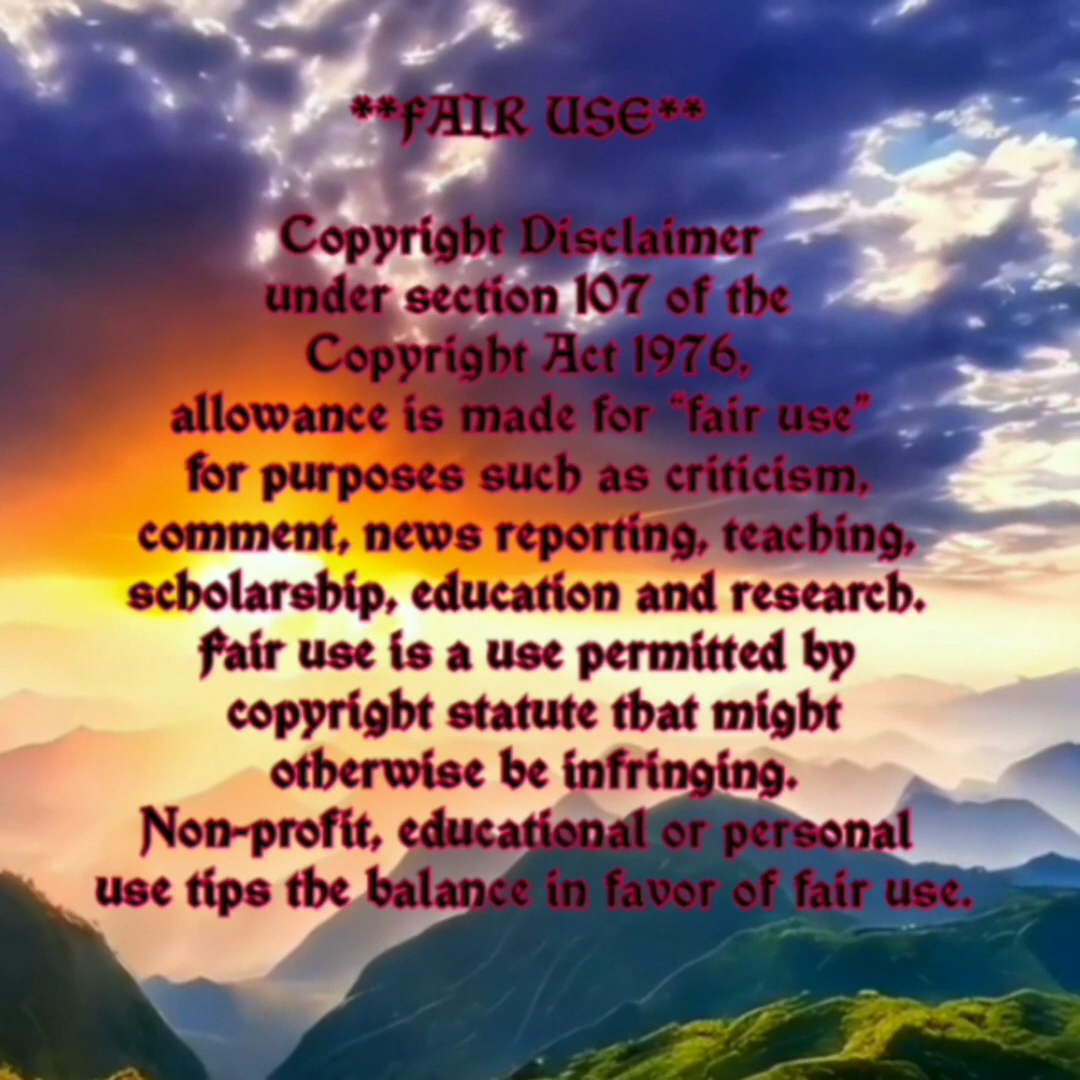 **FAIR USE**
Copyright Disclaimer
under section 107 of the
Copyright Act 1976,
allowance is made for “fair use”
for purposes such as criticism,
comment, news reporting, teaching,
scholarship, education and research.
Fair use is a use permitted by
copyright statute that might
otherwise be infringing.
Non-profit, educational or personal
use tips the balance in favor of fair use.